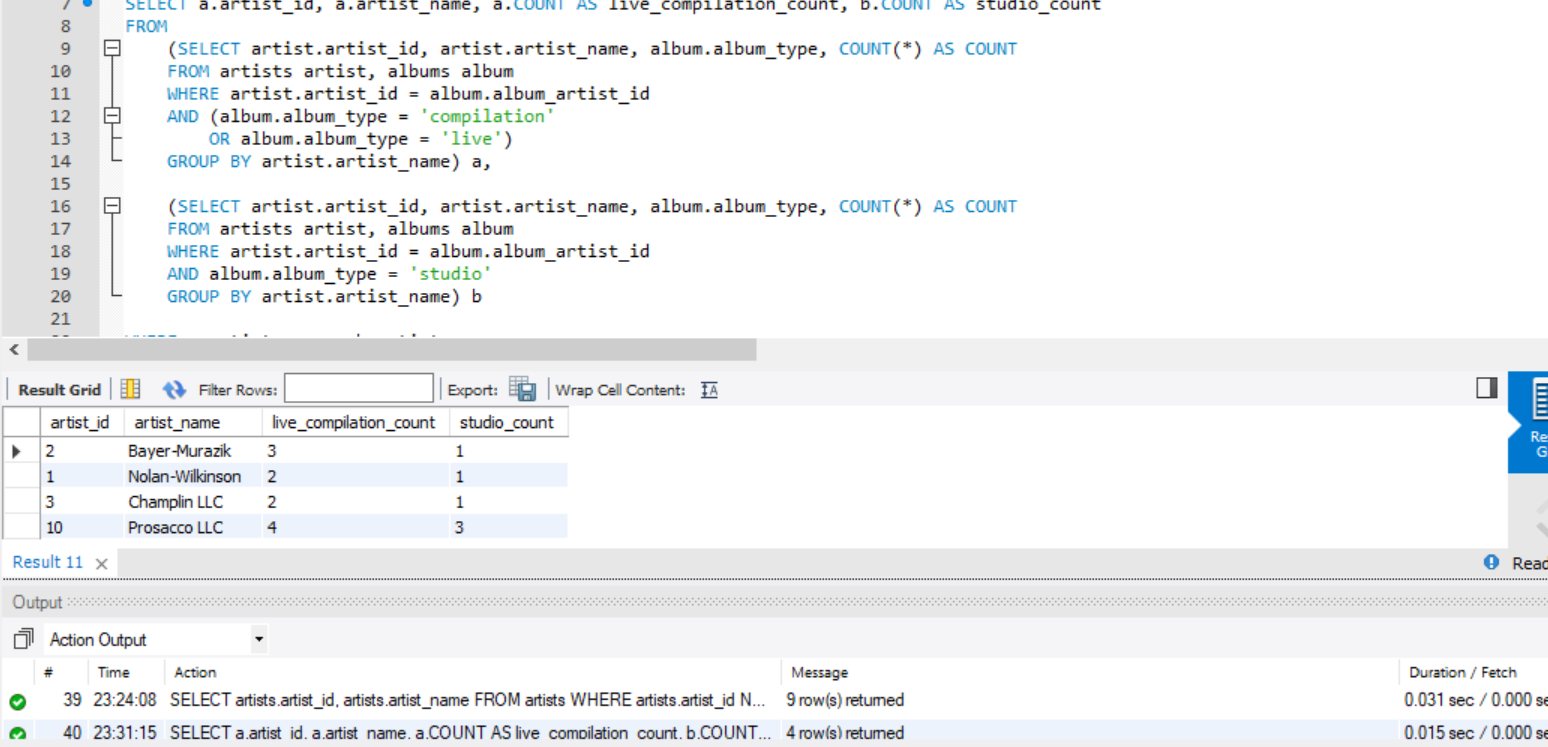 7 SELECT a.artist_id, a.artist_name, a.COUNT AS live_compilation_count, b.COUNT AS studio_count
8 FROM
9 (SELECT artist.artist_id, artist.artist_name, album.album_type, COUNT(*) AS COUNT
10 FROM artists artist, albums album
11 WHERE artist.artist_id = album.album_artist_id
12 AND (album.album_type = 'compilation'
13 OR album.album_type = 'live')
14 GROUP BY artist.artist_name) a,
15
16 (SELECT artist.artist_id, artist.artist_name, album.album_type, COUNT(*) AS COUNT
17 FROM artists artist, albums album
18 WHERE artist.artist_id = album.album_artist_id
19 AND album.album_type = 'studio'
20 GROUP BY artist.artist_name) b
21
Result Grid Filter Rows: Export: Wrap Cell Content:
artist_id artist_name live_compilation_count studio_count
2 Bayer-Murazik 3 1
1 Nolan-Wilkinson 2 1
3 Champlin LLC 2 1
10 Prosacco LLC 4 3
Result 11
Output
Action Output
# Time Action Message Duration / Fetch
39 23:24:08 SELECT artists.artist_id, artists.artist_name FROM artists WHERE artists.artist_id N... 9 row(s) returned 0.031 sec / 0.000 se
40 23:31:15 SELECT a.artist_id, a.artist_name, a.COUNT AS live_compilation_count, b.COUNT... 4 row(s) returned 0.015 sec / 0.000 se